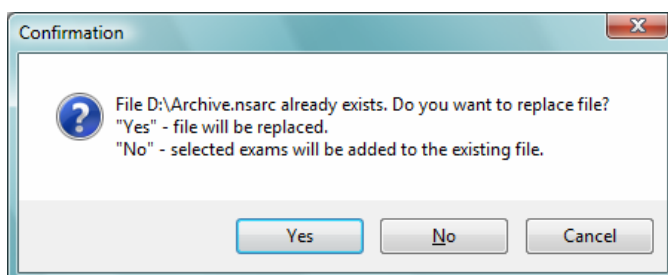 Confirmation
File D:\Archive.nsarc already exists. Do you want to replace file?
"Yes" - file will be replaced.
"No" - selected exams will be added to the existing file.
Yes
No
Cancel